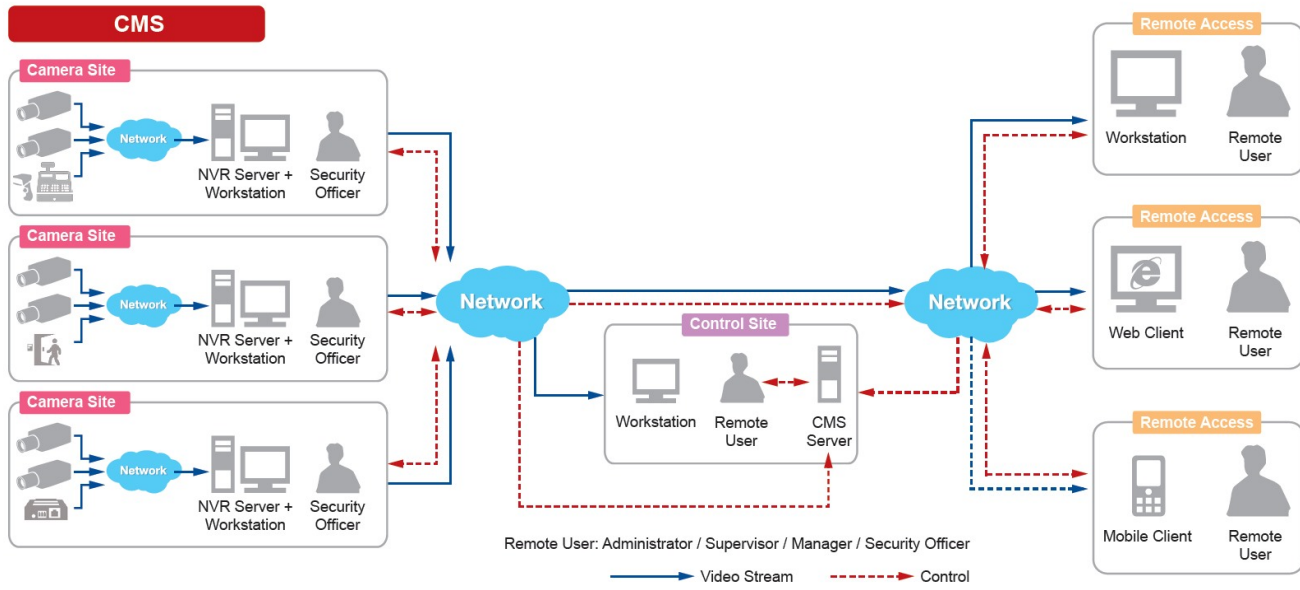 CMS
Camera Site
Network
NVR Server +
Workstation
Security
Officer
Camera Site
Network
NVR Server +
Workstation
Security
Officer
Camera Site
Network
NVR Server +
Workstation
Security
Officer
Network
Control Site
Workstation
Remote
User
CMS
Server
Network
Remote Access
Workstation
Remote
User
Remote Access
Web Client
Remote
User
Remote Access
Mobile Client
Remote
User
Remote User: Administrator / Supervisor / Manager / Security Officer
Video Stream
Control